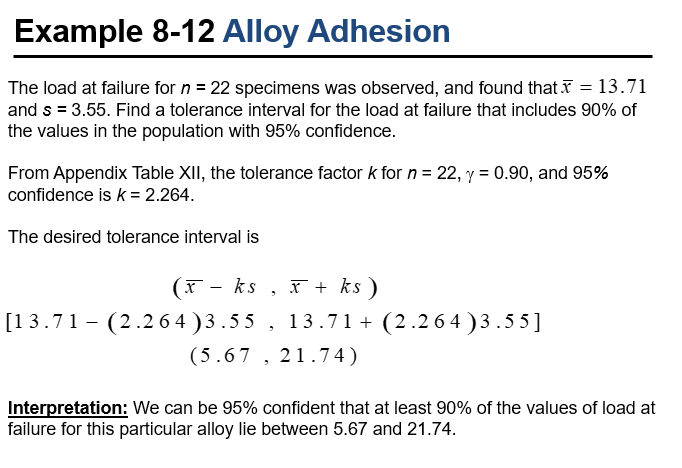 Example 8-12 Alloy Adhesion
The load at failure for n = 22 specimens was observed, and found that x̅ = 13.71
and s = 3.55. Find a tolerance interval for the load at failure that includes 90% of
the values in the population with 95% confidence.
From Appendix Table XII, the tolerance factor k for n = 22, γ = 0.90, and 95%
confidence is k = 2.264.
The desired tolerance interval is
(x̅ − ks , x̅ + ks)
[13.71 − (2.264)3.55 , 13.71 + (2.264)3.55]
(5.67 , 21.74)
Interpretation: We can be 95% confident that at least 90% of the values of load at
failure for this particular alloy lie between 5.67 and 21.74.